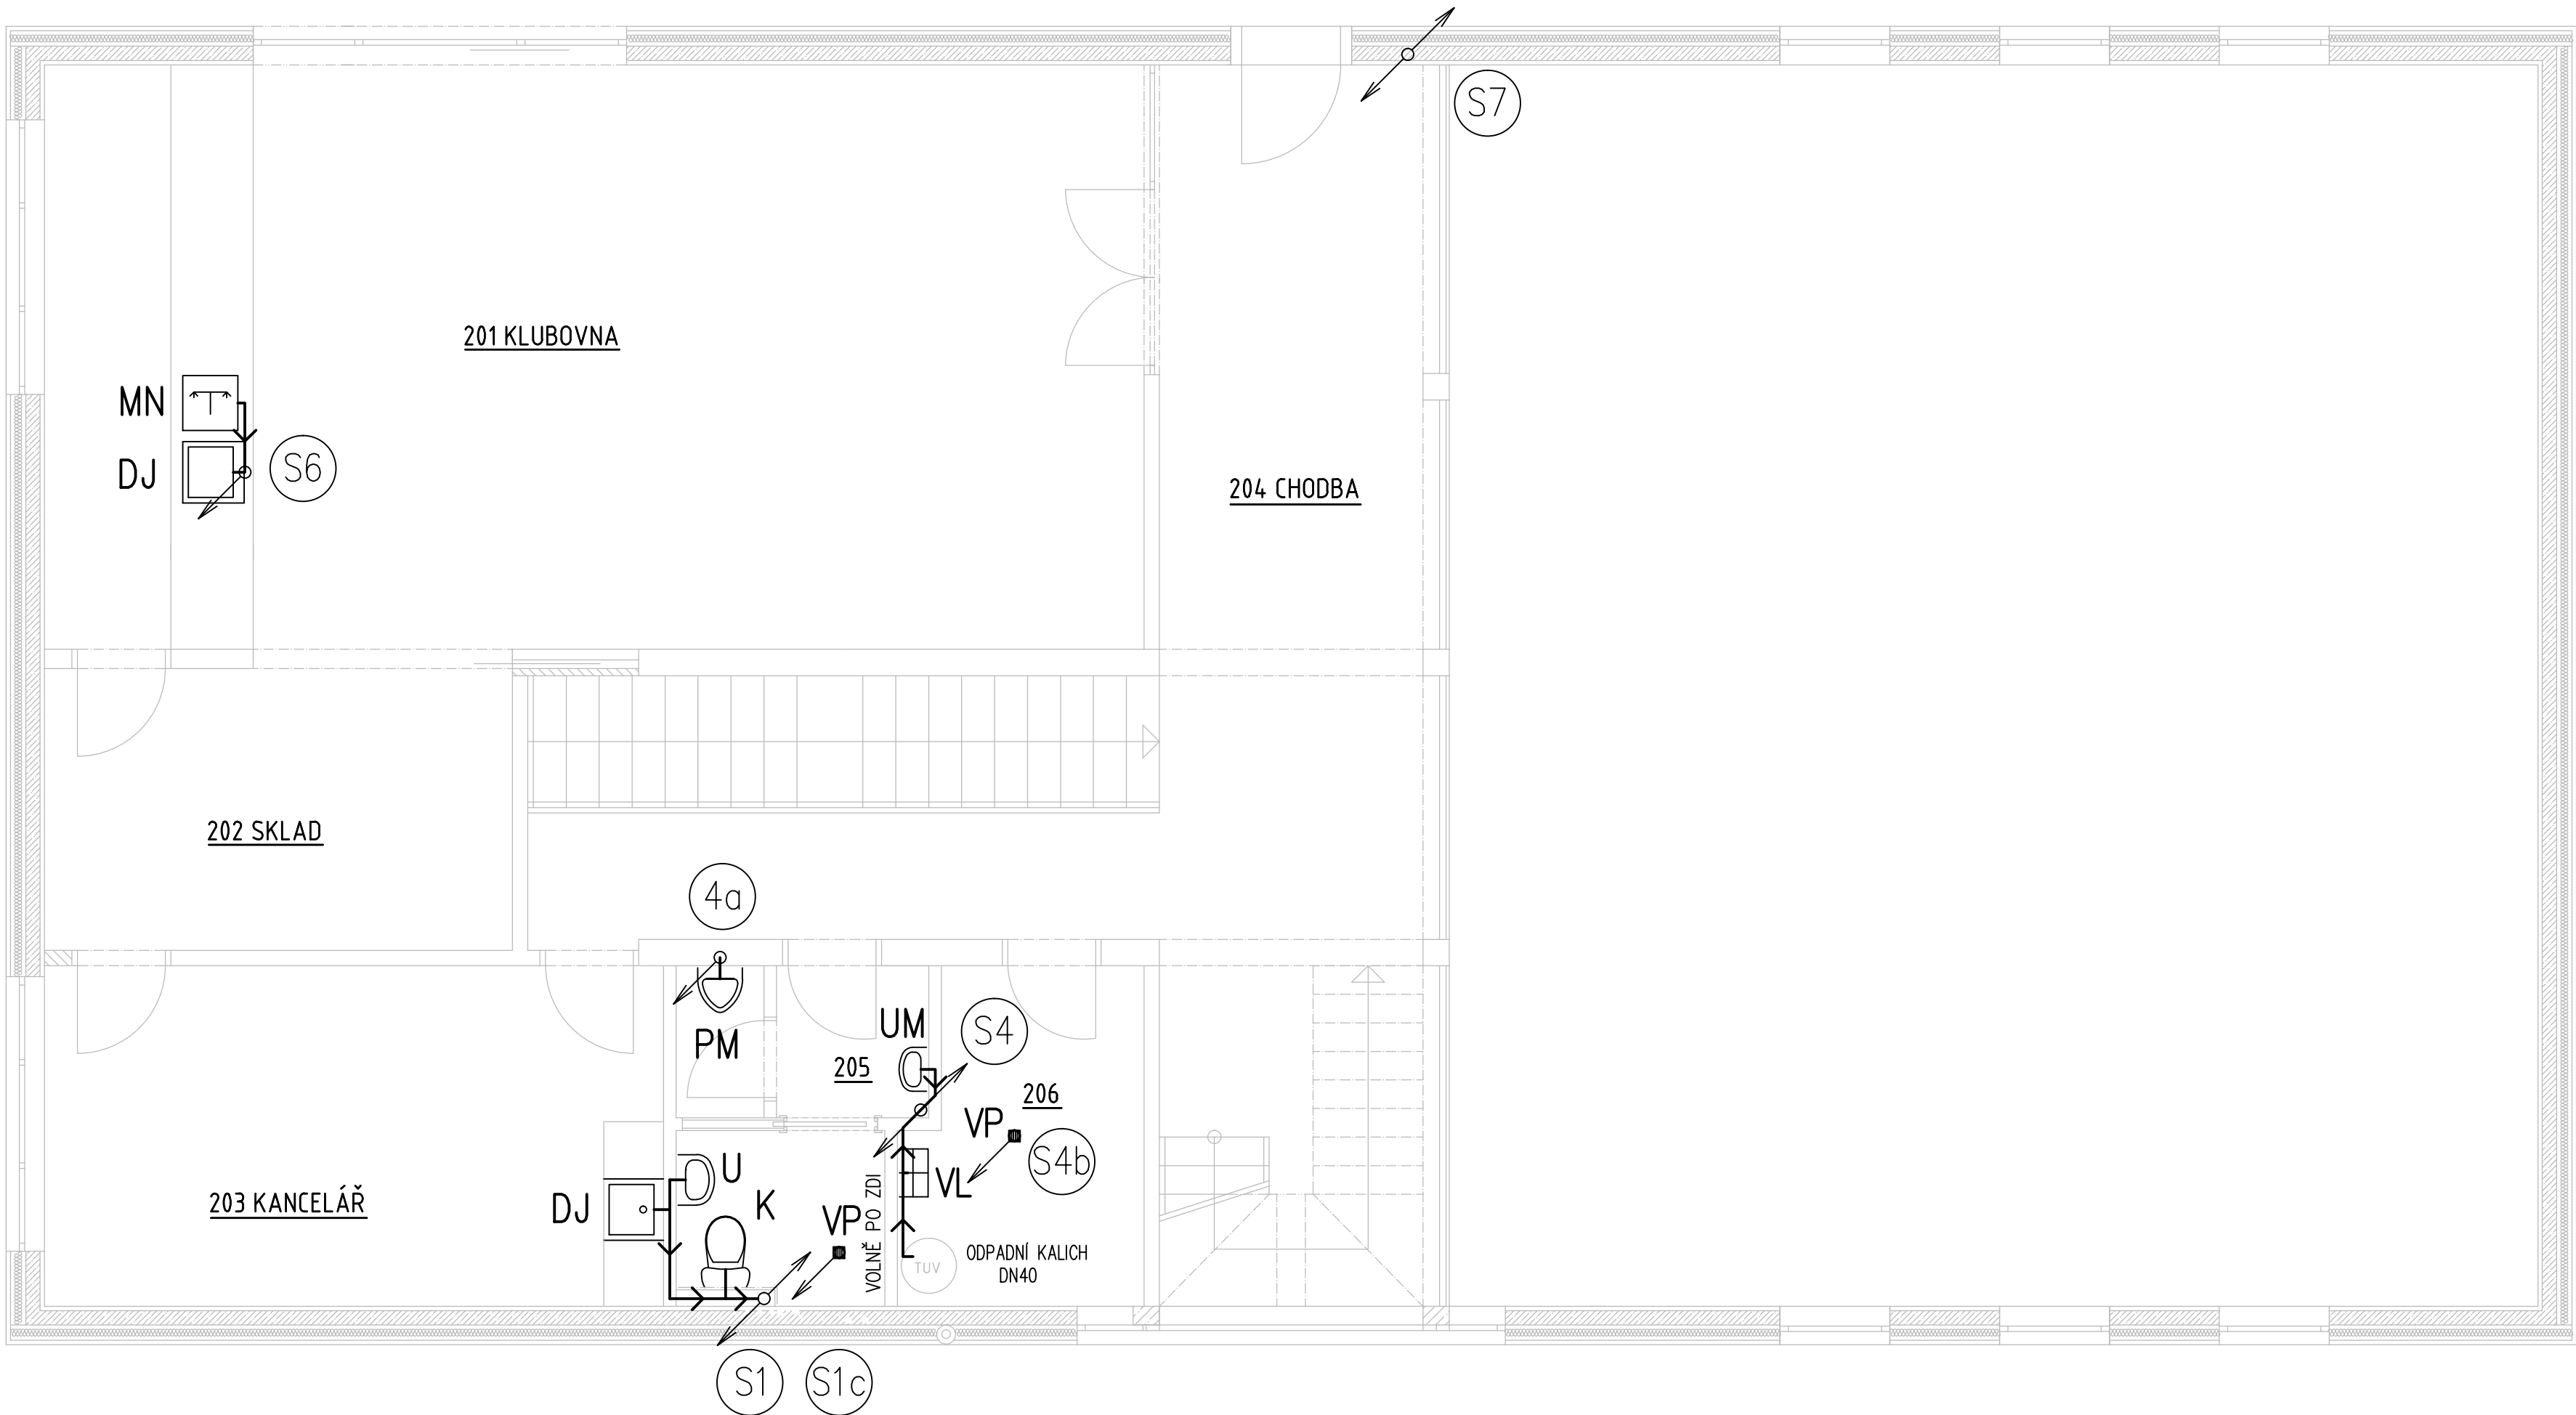 S7
201 KLUBOVNA
MN
S6
DJ
204 CHODBA
202 SKLAD
4a
UM
S4
PM
205
206
VP
S4b
U
VL
K
203 KANCELÁŘ
DJ
VP
VOLNĚ PO ZDI
ODPADNÍ KALICH
DN40
TUV
S1
S1c